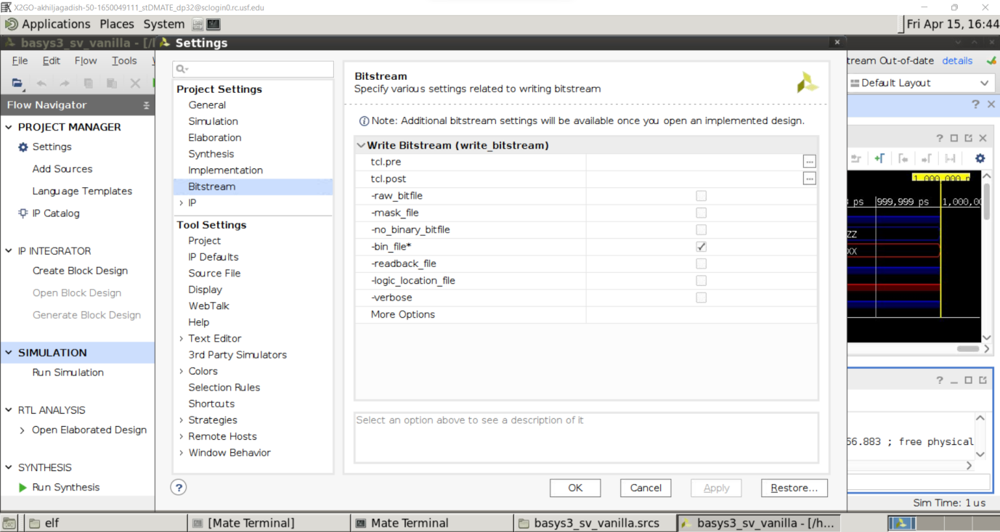 X2GO-akhiljagadish-50-1650049111_stDMATE_dp32@sclogin0.rc.usf.edu
Applications Places System
Fri Apr 15, 16:44
basys3_sv_vanilla - [/
Settings
File Edit Flow Tools
tream Out-of-date details
Default Layout
Flow Navigator
PROJECT MANAGER
Settings
Add Sources
Language Templates
IP Catalog
IP INTEGRATOR
Create Block Design
Open Block Design
Generate Block Design
SIMULATION
Run Simulation
RTL ANALYSIS
Open Elaborated Design
SYNTHESIS
Run Synthesis
Q-
Project Settings
General
Simulation
Elaboration
Synthesis
Implementation
Bitstream
IP
Tool Settings
Project
IP Defaults
Source File
Display
WebTalk
Help
Text Editor
3rd Party Simulators
Colors
Selection Rules
Shortcuts
Strategies
Remote Hosts
Window Behavior
Bitstream
Specify various settings related to writing bitstream
Note: Additional bitstream settings will be available once you open an implemented design.
Write Bitstream (write_bitstream)
tcl.pre
...
tcl.post
...
-raw_bitfile
-mask_file
-no_binary_bitfile
-bin_file*
-readback_file
-logic_location_file
-verbose
More Options
Select an option above to see a description of it
?
OK Cancel Apply Restore...
?
?
1,000,000 p
ps 999,999 ps 1,000,00
ZZ
XX
?
56.883 ; free physical
Sim Time: 1 us
elf
[Mate Terminal]
Mate Terminal
basys3_sv_vanilla.srcs
basys3_sv_vanilla - [/h...